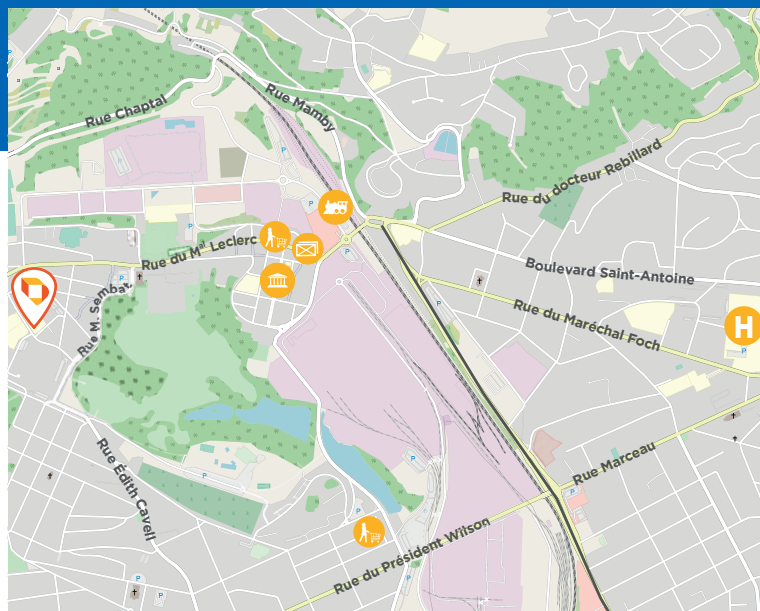 Rue Chaptal
Rue Mamby
Rue du docteur Rebillard
Rue du Mal Leclerc
Boulevard Saint-Antoine
Rue M. Sembat
Rue du Maréchal Foch
H
Rue Édith Cavell
Rue Marceau
Rue du Président Wilson
P
P
P
P
P
P
P
P
P
P
P
P